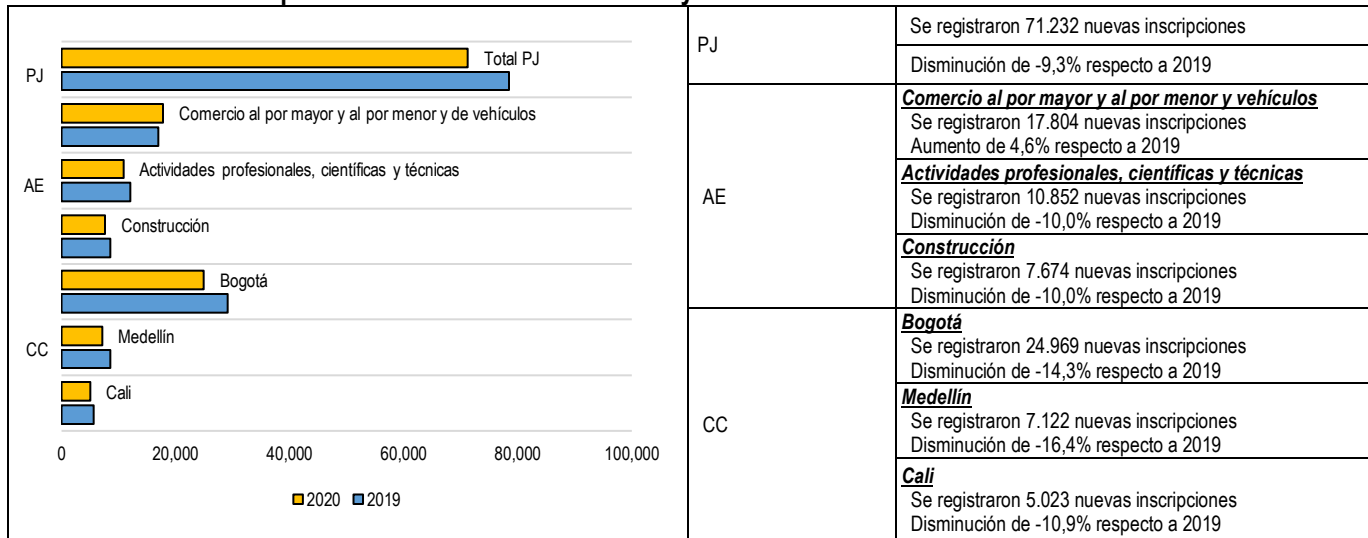 PJ
Total PJ
Comercio al por mayor y al por menor y de vehículos
AE
Actividades profesionales, científicas y técnicas
Construcción
Bogotá
CC
Medellín
Cali
0
20,000
40,000
60,000
80,000
100,000
2020
2019
PJ
Se registraron 71.232 nuevas inscripciones
Disminución de -9,3% respecto a 2019
AE
Comercio al por mayor y al por menor y vehículos
Se registraron 17.804 nuevas inscripciones
Aumento de 4,6% respecto a 2019
Actividades profesionales, científicas y técnicas
Se registraron 10.852 nuevas inscripciones
Disminución de -10,0% respecto a 2019
Construcción
Se registraron 7.674 nuevas inscripciones
Disminución de -10,0% respecto a 2019
CC
Bogotá
Se registraron 24.969 nuevas inscripciones
Disminución de -14,3% respecto a 2019
Medellín
Se registraron 7.122 nuevas inscripciones
Disminución de -16,4% respecto a 2019
Cali
Se registraron 5.023 nuevas inscripciones
Disminución de -10,9% respecto a 2019